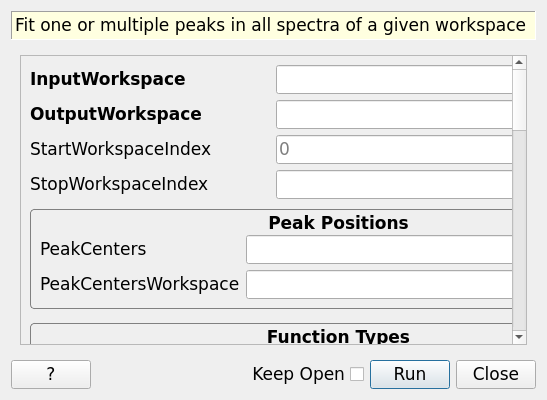 Fit one or multiple peaks in all spectra of a given workspace
InputWorkspace
OutputWorkspace
StartWorkspaceIndex 0
StopWorkspaceIndex
Peak Positions
PeakCenters
PeakCentersWorkspace
Function Types
? Keep Open Run Close